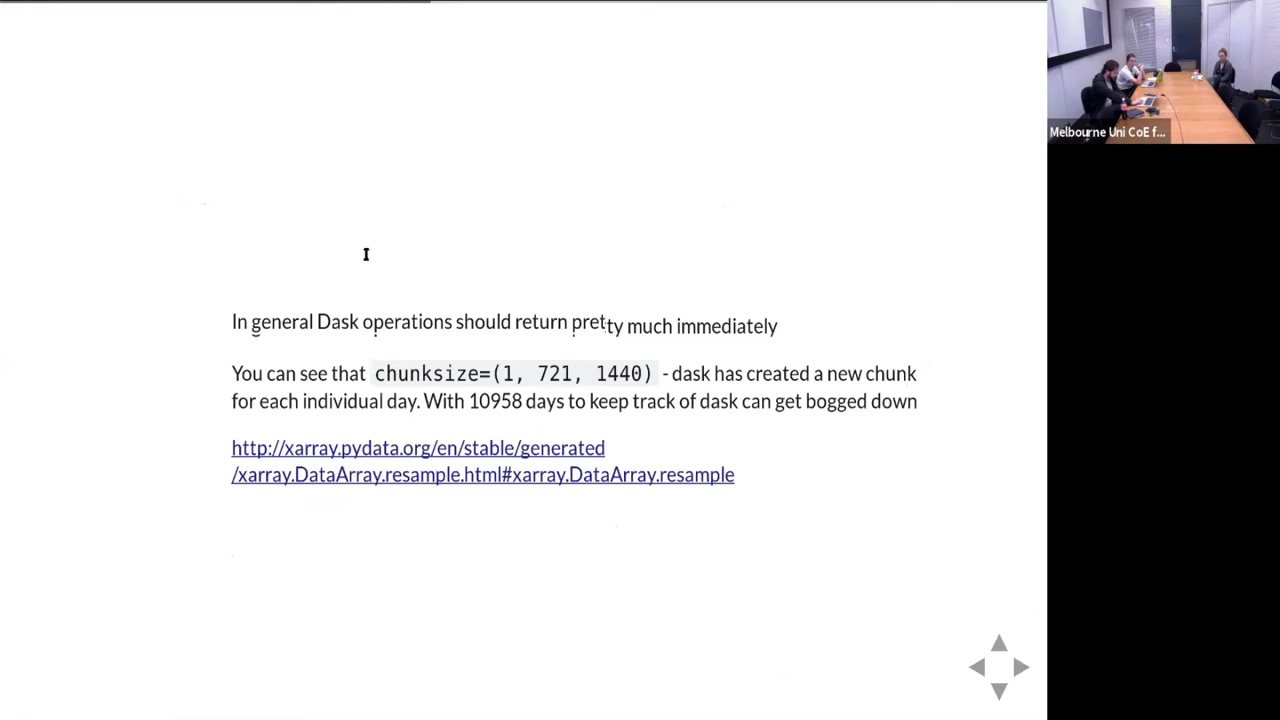 In general Dask operations should return pretty much immediately
You can see that chunksize=(1, 721, 1440) - dask has created a new chunk
for each individual day. With 10958 days to keep track of dask can get bogged down
http://xarray.pydata.org/en/stable/generated
/xarray.DataArray.resample.html#xarray.DataArray.resample
Melbourne Uni CoE f...